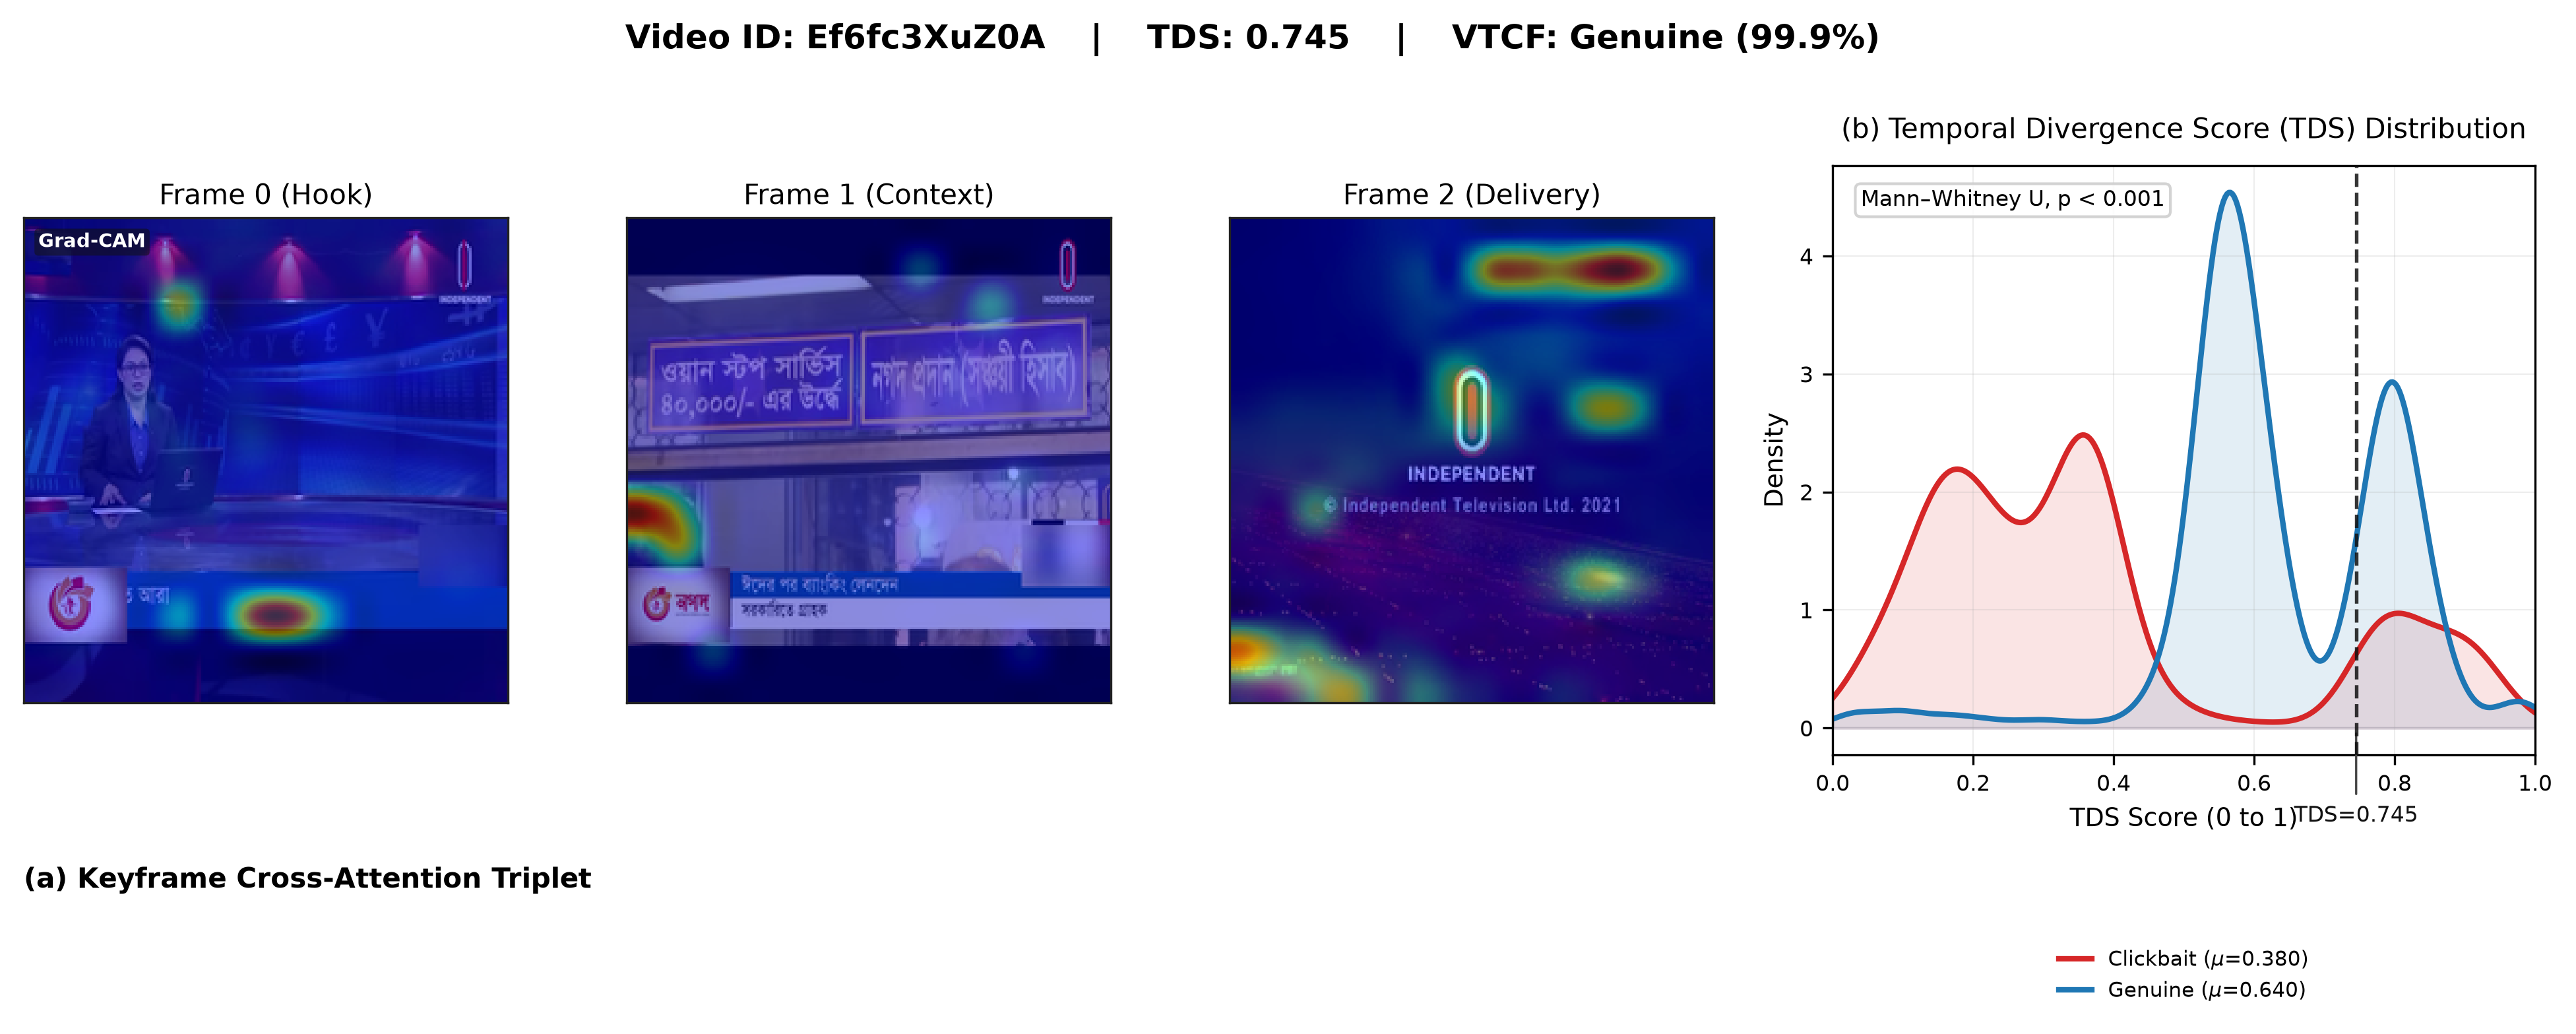 Video ID: Ef6fc3XuZ0A | TDS: 0.745 | VTCF: Genuine (99.9%)
Frame 0 (Hook)
Grad-CAM
INDEPENDENT
আরা
Frame 1 (Context)
INDEPENDENT
ওয়ান স্টপ সার্ভিস
৪০,০০০/- এর উর্দ্ধে
নগদ প্রদান (সঞ্চয়ী হিসাব)
নগদ
ঈদের পর ব্যাংকিং লেনদেন
সরকারিতে গ্রাহক
Frame 2 (Delivery)
INDEPENDENT
© Independent Television Ltd. 2021
(a) Keyframe Cross-Attention Triplet
(b) Temporal Divergence Score (TDS) Distribution
Mann–Whitney U, p < 0.001
Density
4
3
2
1
0
0.0 0.2 0.4 0.6 0.8 1.0
TDS Score (0 to 1)
TDS=0.745
Clickbait (μ=0.380)
Genuine (μ=0.640)